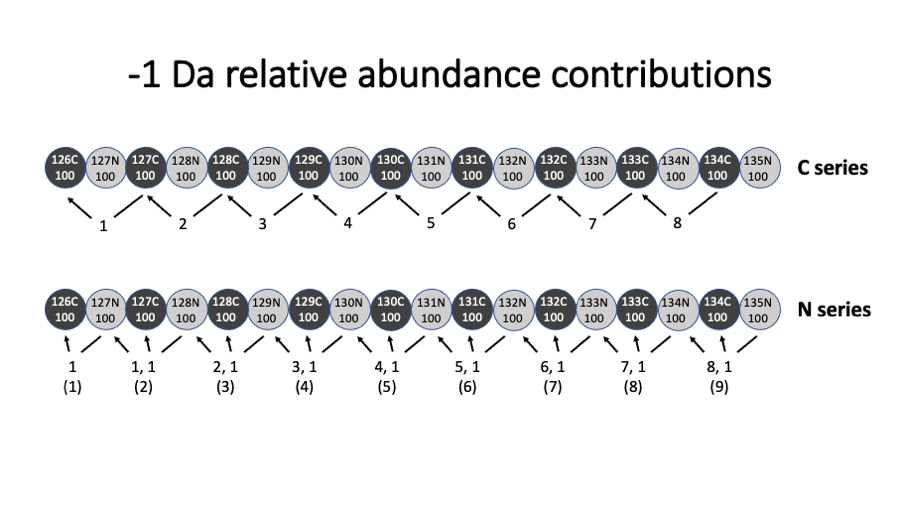 -1 Da relative abundance contributions
126C 127N 127C 128N 128C 129N 129C 130N 130C 131N 131C 132N 132C 133N 133C 134N 134C 135N
100 100 100 100 100 100 100 100 100 100 100 100 100 100 100 100 100 100
C series
1 2 3 4 5 6 7 8
126C 127N 127C 128N 128C 129N 129C 130N 130C 131N 131C 132N 132C 133N 133C 134N 134C 135N
100 100 100 100 100 100 100 100 100 100 100 100 100 100 100 100 100 100
N series
1 1, 1 2, 1 3, 1 4, 1 5, 1 6, 1 7, 1 8, 1
(1) (2) (3) (4) (5) (6) (7) (8) (9)